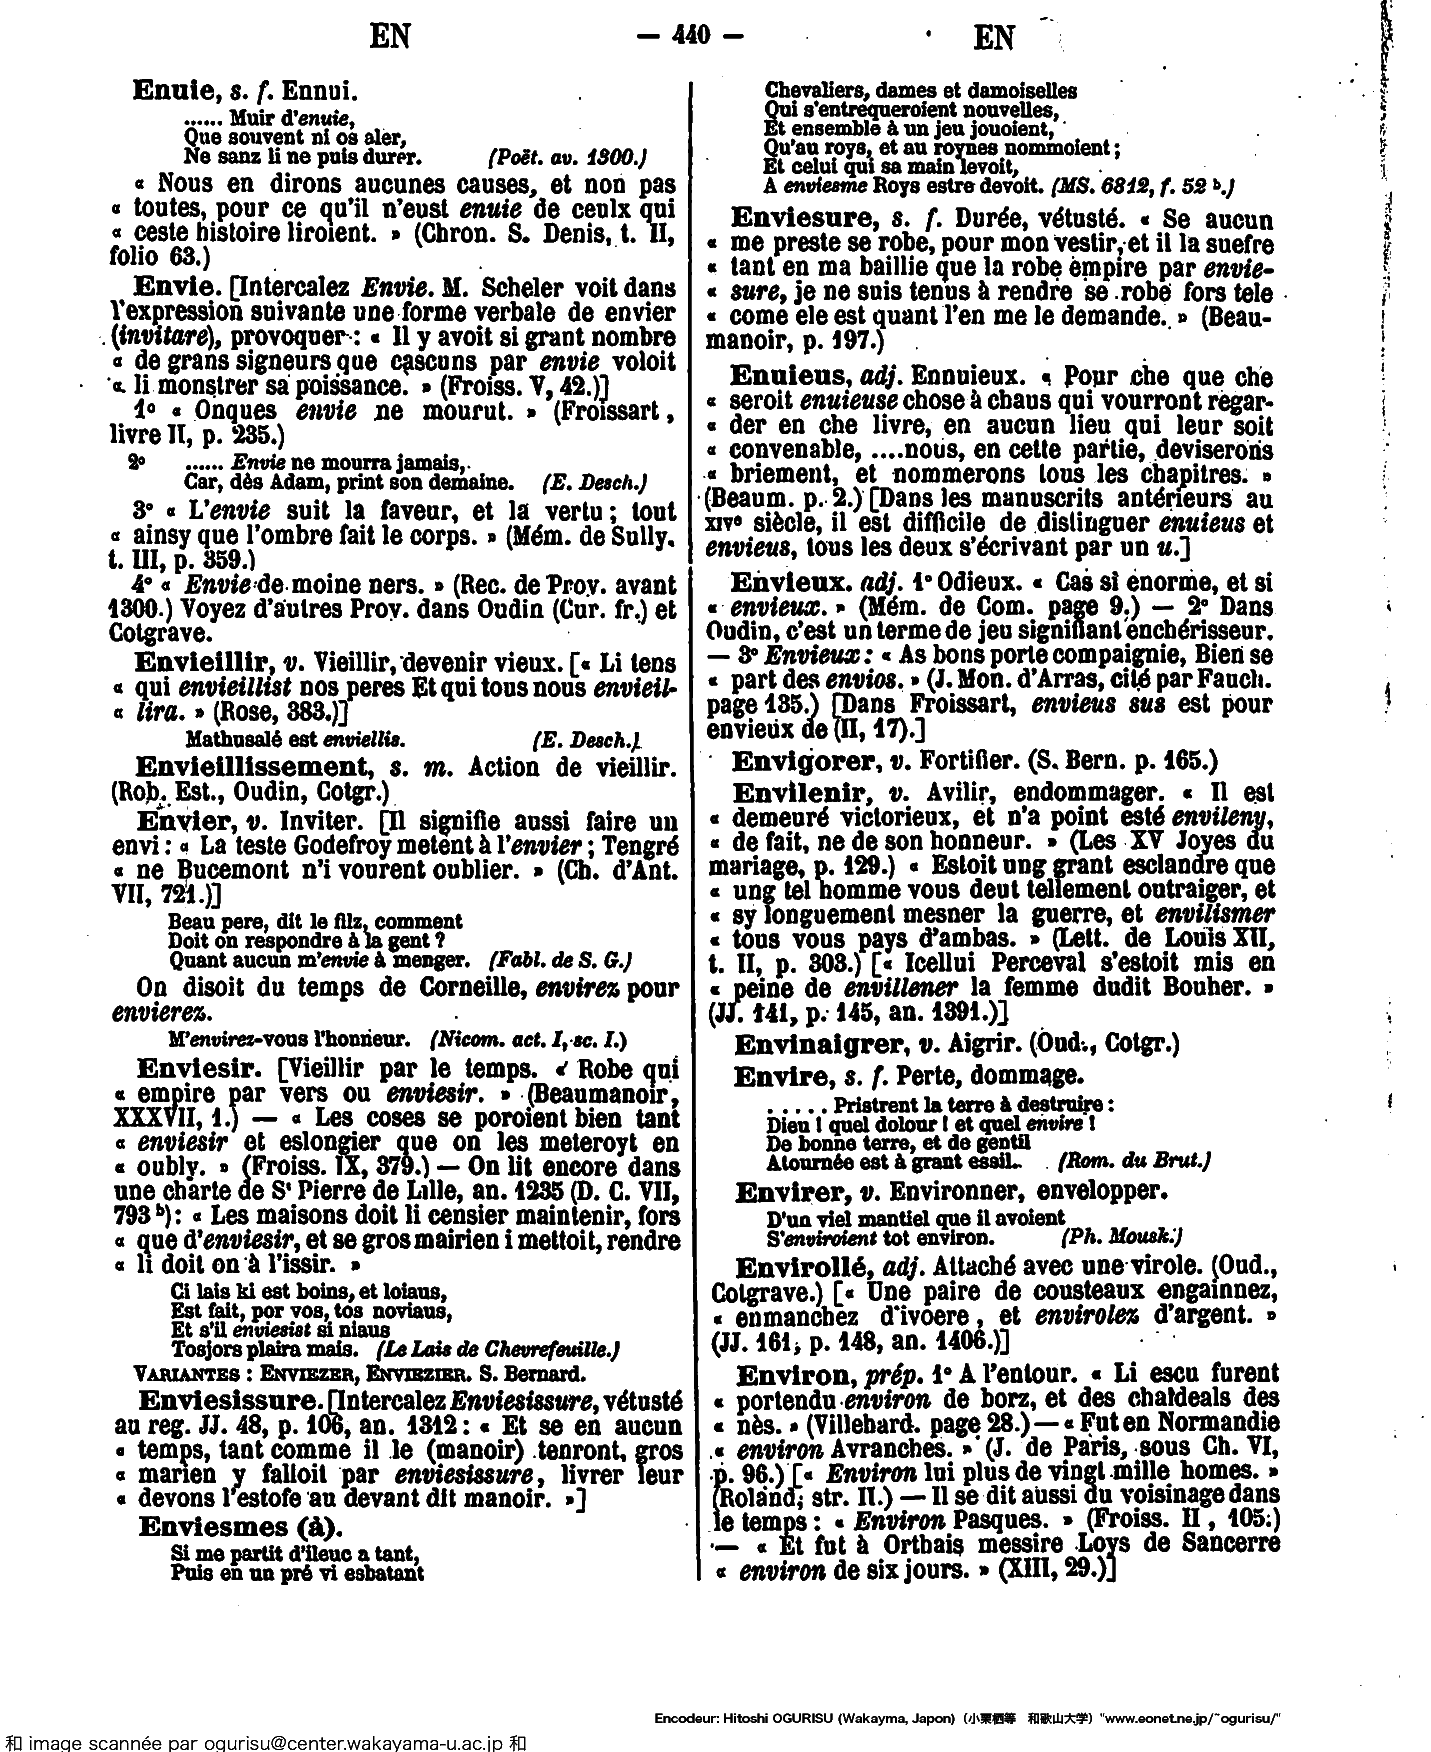 EN — 440 — EN
Enuie, s. f. Ennui.
...... Muir d'enuie,
Que souvent ni os aler,
Ne sanz li ne puis durer. (Poët. av. 1300.)
« Nous en dirons aucunes causes, et non pas
« toutes, pour ce qu'il n'eust enuie de ceulx qui
« ceste histoire liroient. » (Chron. S. Denis, t. II,
folio 63.)
Envie. [Intercalez Envie. M. Scheler voit dans
l'expression suivante une forme verbale de envier
(invitare), provoquer : « Il y avoit si grant nombre
« de grans signeurs que cascuns par envie voloit
« li monstrer sa poissance. » (Froiss. V, 42.)]
1° « Onques envie ne mourut. » (Froissart,
livre II, p. 235.)
2° ...... Envie ne mourra jamais,
Car, dès Adam, print son demaine. (E. Desch.)
3° « L'envie suit la faveur, et la vertu ; tout
« ainsy que l'ombre fait le corps. » (Mém. de Sully,
t. III, p. 359.)
4° « Envie de moine ners. » (Rec. de Prov. avant
1300.) Voyez d'autres Prov. dans Oudin (Cur. fr.) et
Cotgrave.
Envieillir, v. Vieillir, devenir vieux. [« Li tens
« qui envieillist nos peres Et qui tous nous envieil-
« lira. » (Rose, 383.)]
Mathusalé est enviellis. (E. Desch.)
Envieillissement, s. m. Action de vieillir.
(Rob. Est., Oudin, Cotgr.)
Envier, v. Inviter. [Il signifie aussi faire un
envi : « La teste Godefroy metent à l'envier ; Tengré
« ne Bucemont n'i vourent oublier. » (Ch. d'Ant.
VII, 721.)]
Beau pere, dit le filz, comment
Doit on respondre à la gent ?
Quant aucun m'envie à menger. (Fabl. de S. G.)
On disoit du temps de Corneille, envirez pour
envierez.
M'envirez-vous l'honneur. (Nicom. act. I, sc. I.)
Enviesir. [Vieillir par le temps. « Robe qui
« empire par vers ou enviesir. » (Beaumanoir,
XXXVII, 1.) — « Les coses se poroient bien tant
« enviesir et eslongier que on les meteroyt en
« oubly. » (Froiss. IX, 379.) — On lit encore dans
une charte de Sᵗ Pierre de Lille, an. 1235 (D. C. VII,
793 ᵇ) : « Les maisons doit li censier maintenir, fors
« que d'enviesir, et se gros mairien i mettoit, rendre
« li doit on à l'issir. »
Ci lais ki est boins, et loiaus,
Est fait, por vos, tos noviaus,
Et s'il enviesist si niaus
Tosjors plaira mais. (Le Lais de Chevrefeuille.)
VARIANTES : ENVIEZER, ENVIEZIER. S. Bernard.
Enviesissure. [Intercalez Enviesissure, vétusté
au reg. JJ. 48, p. 106, an. 1312 : « Et se en aucun
« temps, tant comme il le (manoir) tenront, gros
« marien y falloit par enviesissure, livrer leur
« devons l'estofe au devant dit manoir. »]
Enviesmes (à).
Si me partit d'ileuc a tant,
Puis en un pré vi esbatant
Chevaliers, dames et damoiselles
Qui s'entrequeroient nouvelles,
Et ensemble à un jeu jouoient,
Qu'au roys, et au roynes nommoient ;
Et celui qui sa main levoit,
A enviesme Roys estre devoit. (MS. 6812, f. 52 ᵇ.)
Enviesure, s. f. Durée, vétusté. « Se aucun
« me preste se robe, pour mon vestir, et il la suefre
« tant en ma baillie que la robe empire par envie-
« sure, je ne suis tenus à rendre se robe fors tele
« come ele est quant l'en me le demande. » (Beau-
manoir, p. 197.)
Enuieus, adj. Ennuieux. « Pour che que che
« seroit enuieuse chose à chaus qui vourront regar-
« der en che livre, en aucun lieu qui leur soit
« convenable, ....nous, en cette partie, deviserons
« briement, et nommerons tous les chapitres. »
(Beaum. p. 2.) [Dans les manuscrits antérieurs au
XIVᵉ siècle, il est difficile de distinguer enuieus et
envieus, tous les deux s'écrivant par un u.]
Envieux. adj. 1° Odieux. « Cas si enorme, et si
« envieux. » (Mém. de Com. page 9.) — 2° Dans
Oudin, c'est un terme de jeu signifiant enchérisseur.
— 3° Envieux : « As bons porte compaignie, Bien se
« part des envios. » (J. Mon. d'Arras, cité par Fauch.
page 135.) [Dans Froissart, envieus sus est pour
envieux de (II, 17).]
Envigorer, v. Fortifier. (S. Bern. p. 165.)
Envilenir, v. Avilir, endommager. « Il est
« demeuré victorieux, et n'a point esté envileny,
« de fait, ne de son honneur. » (Les XV Joyes du
mariage, p. 129.) « Estoit ung grant esclandre que
« ung tel homme vous deut tellement outraiger, et
« sy longuement mesner la guerre, et envilismer
« tous vous pays d'ambas. » (Lett. de Louis XII,
t. II, p. 303.) [« Icellui Perceval s'estoit mis en
« peine de envillener la femme dudit Bouher. »
(JJ. 141, p. 145, an. 1391.)]
Envinaigrer, v. Aigrir. (Oud., Cotgr.)
Envire, s. f. Perte, dommage.
..... Pristrent la terre à destruire :
Dieu ! quel dolour ! et quel envire !
De bonne terre, et de gentil
Atournée est à grant essil. (Rom. du Brut.)
Envirer, v. Environner, envelopper.
D'un viel mantiel que il avoient
S'enviroient tot environ. (Ph. Mousk.)
Envirollé, adj. Attaché avec une virole. (Oud.,
Cotgrave.) [« Une paire de cousteaux engainnez,
« enmanchez d'ivoere, et envirolez d'argent. »
(JJ. 161, p. 148, an. 1406.)]
Environ, prép. 1° A l'entour. « Li escu furent
« portendu environ de borz, et des chaldeals des
« nès. » (Villehard. page 28.) — « Fut en Normandie
« environ Avranches. » (J. de Paris, sous Ch. VI,
p. 96.) [« Environ lui plus de vingt mille homes. »
(Roland, str. II.) — Il se dit aussi du voisinage dans
le temps : « Environ Pasques. » (Froiss. II, 105.)
— « Et fut à Orthais messire Loys de Sancerre
« environ de six jours. » (XIII, 29.)]
Encodeur: Hitoshi OGURISU (Wakayma, Japon) (小栗栖等 和歌山大学) "www.eonet.ne.jp/~ogurisu/"
和 image scannée par ogurisu@center.wakayama-u.ac.jp 和